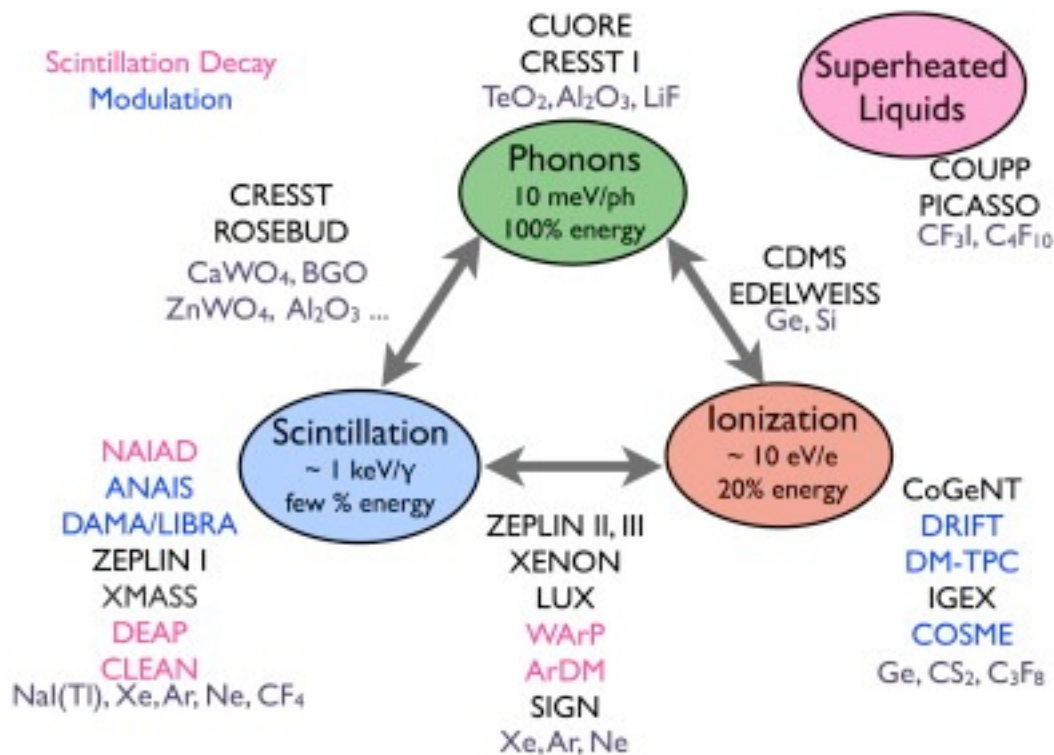 Scintillation Decay
Modulation
CUORE
CRESST I
TeO₂, Al₂O₃, LiF
Phonons
10 meV/ph
100% energy
Superheated
Liquids
COUPP
PICASSO
CF₃I, C₄F₁₀
CRESST
ROSEBUD
CaWO₄, BGO
ZnWO₄, Al₂O₃ ...
CDMS
EDELWEISS
Ge, Si
Scintillation
~ 1 keV/γ
few % energy
Ionization
~ 10 eV/e
20% energy
NAIAD
ANAIS
DAMA/LIBRA
ZEPLIN I
XMASS
DEAP
CLEAN
NaI(Tl), Xe, Ar, Ne, CF₄
ZEPLIN II, III
XENON
LUX
WArP
ArDM
SIGN
Xe, Ar, Ne
CoGeNT
DRIFT
DM-TPC
IGEX
COSME
Ge, CS₂, C₃F₈